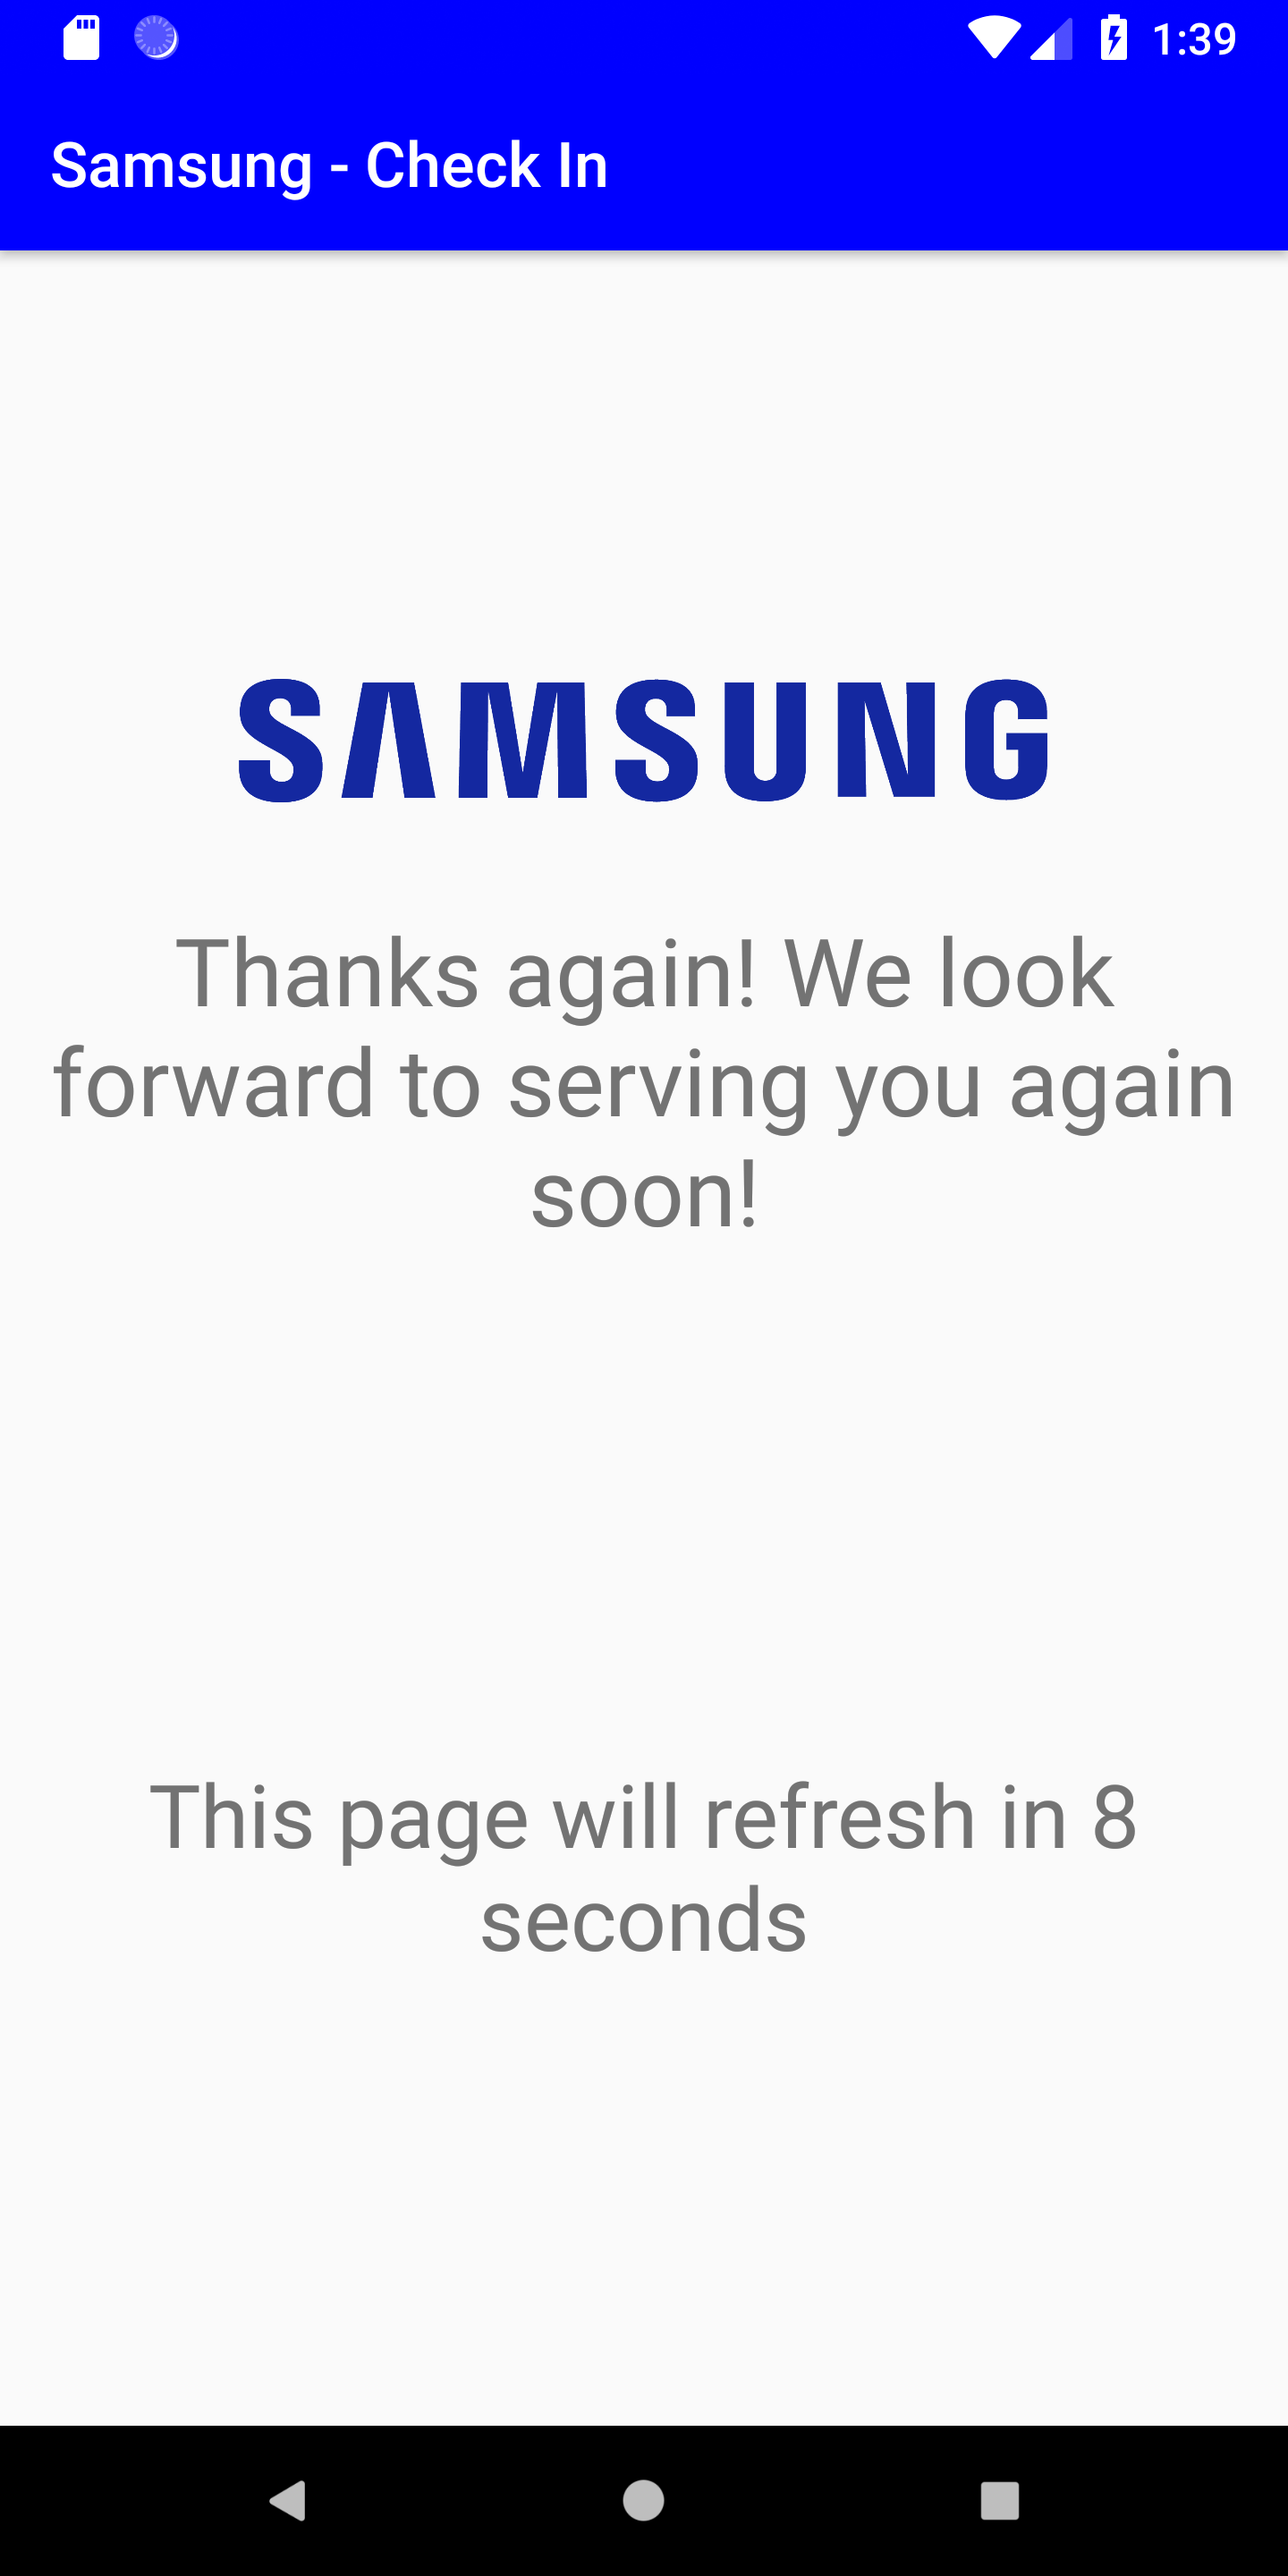 1:39
Samsung - Check In
SAMSUNG
Thanks again! We look
forward to serving you again
soon!
This page will refresh in 8
seconds